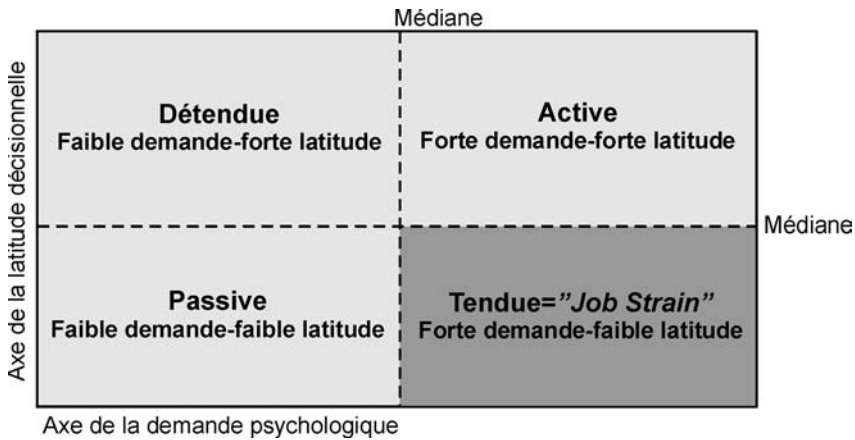 Médiane
Axe de la latitude décisionnelle
Détendue
Faible demande-forte latitude
Active
Forte demande-forte latitude
Médiane
Passive
Faible demande-faible latitude
Tendue=”Job Strain”
Forte demande-faible latitude
Axe de la demande psychologique